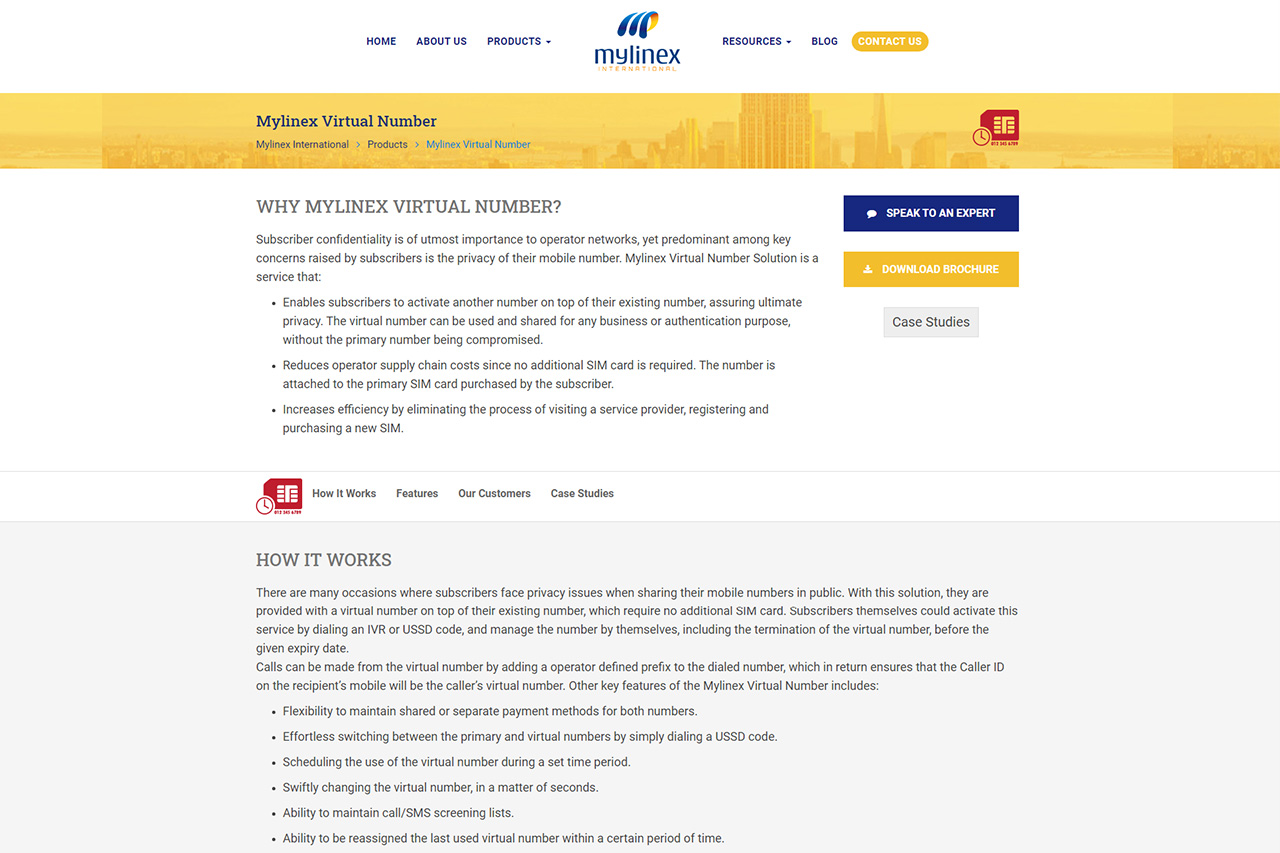 HOME ABOUT US PRODUCTS
mylinex
INTERNATIONAL
RESOURCES BLOG CONTACT US
Mylinex Virtual Number
Mylinex International > Products > Mylinex Virtual Number
012 345 6789
WHY MYLINEX VIRTUAL NUMBER?
Subscriber confidentiality is of utmost importance to operator networks, yet predominant among key
concerns raised by subscribers is the privacy of their mobile number. Mylinex Virtual Number Solution is a
service that:
• Enables subscribers to activate another number on top of their existing number, assuring ultimate
privacy. The virtual number can be used and shared for any business or authentication purpose,
without the primary number being compromised.
• Reduces operator supply chain costs since no additional SIM card is required. The number is
attached to the primary SIM card purchased by the subscriber.
• Increases efficiency by eliminating the process of visiting a service provider, registering and
purchasing a new SIM.
SPEAK TO AN EXPERT
DOWNLOAD BROCHURE
Case Studies
012 345 6789
How It Works Features Our Customers Case Studies
HOW IT WORKS
There are many occasions where subscribers face privacy issues when sharing their mobile numbers in public. With this solution, they are
provided with a virtual number on top of their existing number, which require no additional SIM card. Subscribers themselves could activate this
service by dialing an IVR or USSD code, and manage the number by themselves, including the termination of the virtual number, before the
given expiry date.
Calls can be made from the virtual number by adding a operator defined prefix to the dialed number, which in return ensures that the Caller ID
on the recipient’s mobile will be the caller’s virtual number. Other key features of the Mylinex Virtual Number includes:
• Flexibility to maintain shared or separate payment methods for both numbers.
• Effortless switching between the primary and virtual numbers by simply dialing a USSD code.
• Scheduling the use of the virtual number during a set time period.
• Swiftly changing the virtual number, in a matter of seconds.
• Ability to maintain call/SMS screening lists.
• Ability to be reassigned the last used virtual number within a certain period of time.